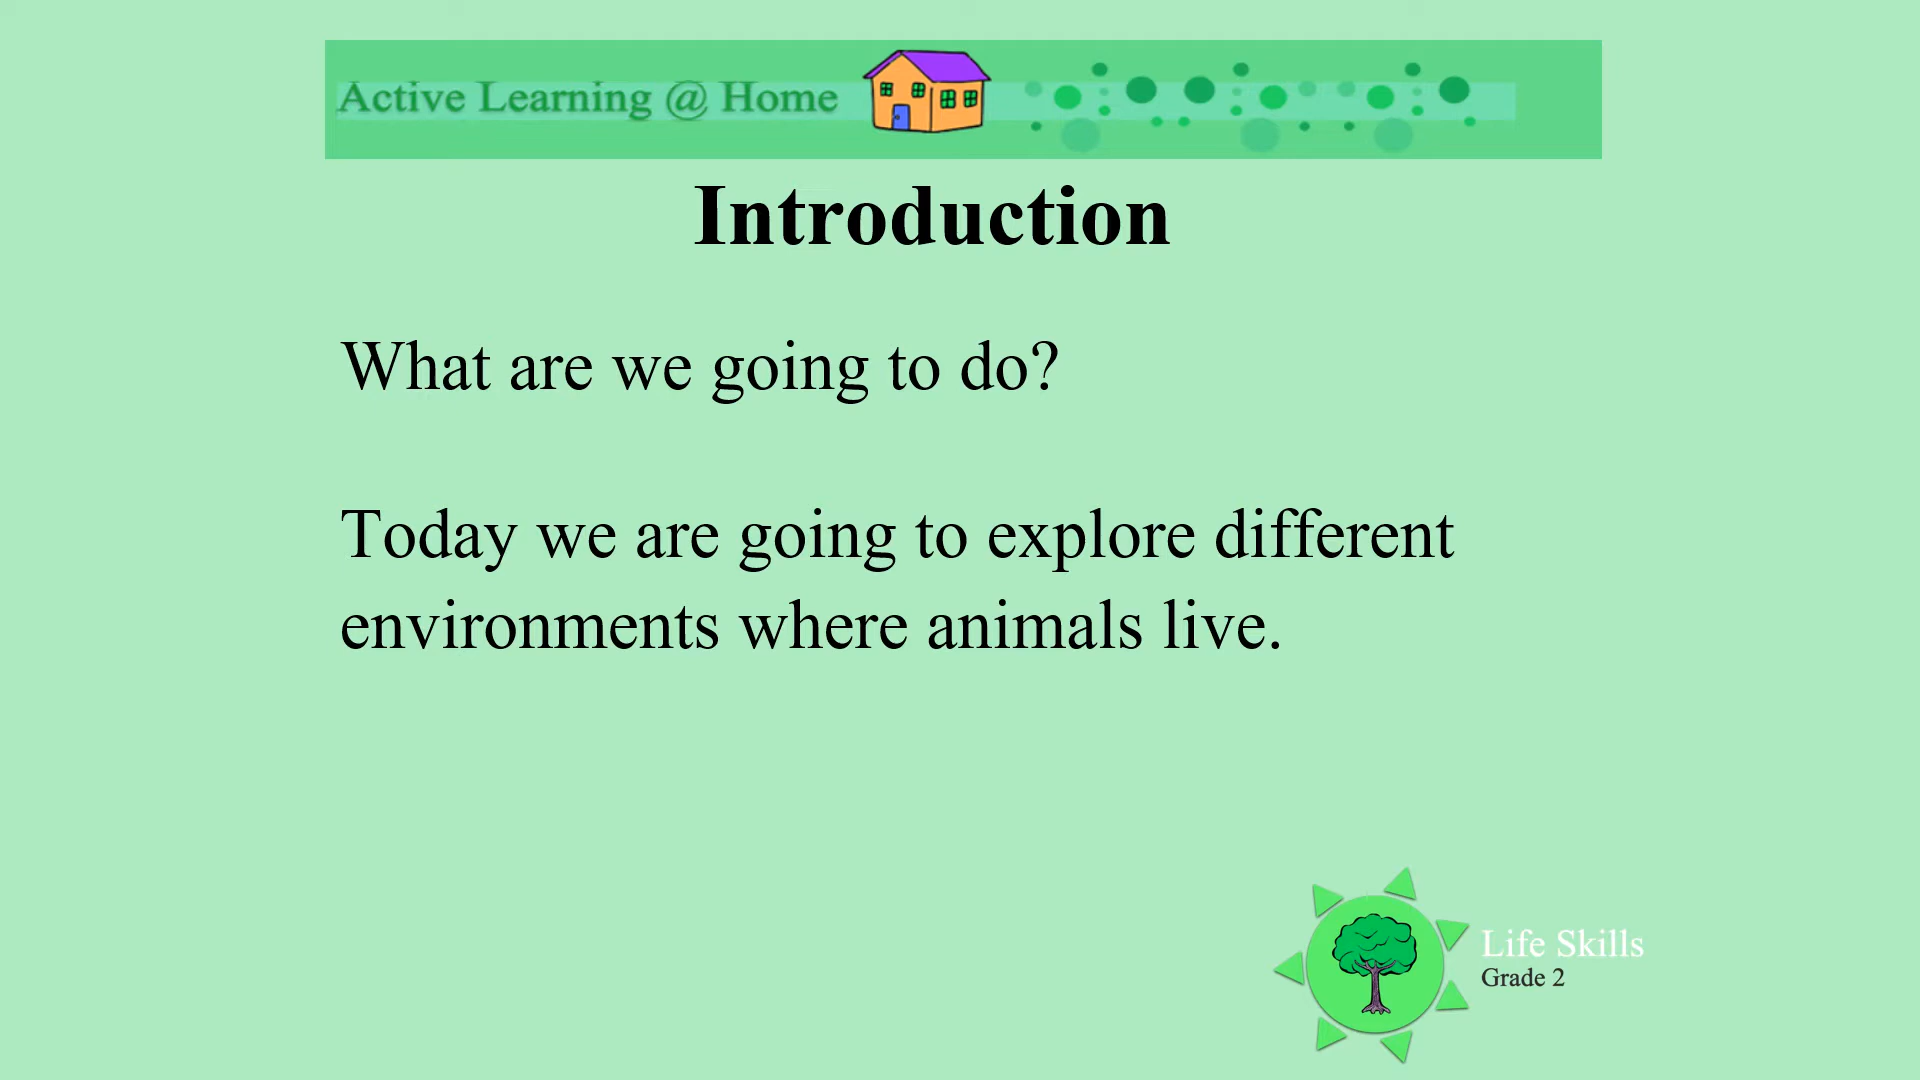 Active Learning @ Home
Introduction
What are we going to do?
Today we are going to explore different
environments where animals live.
Life Skills
Grade 2